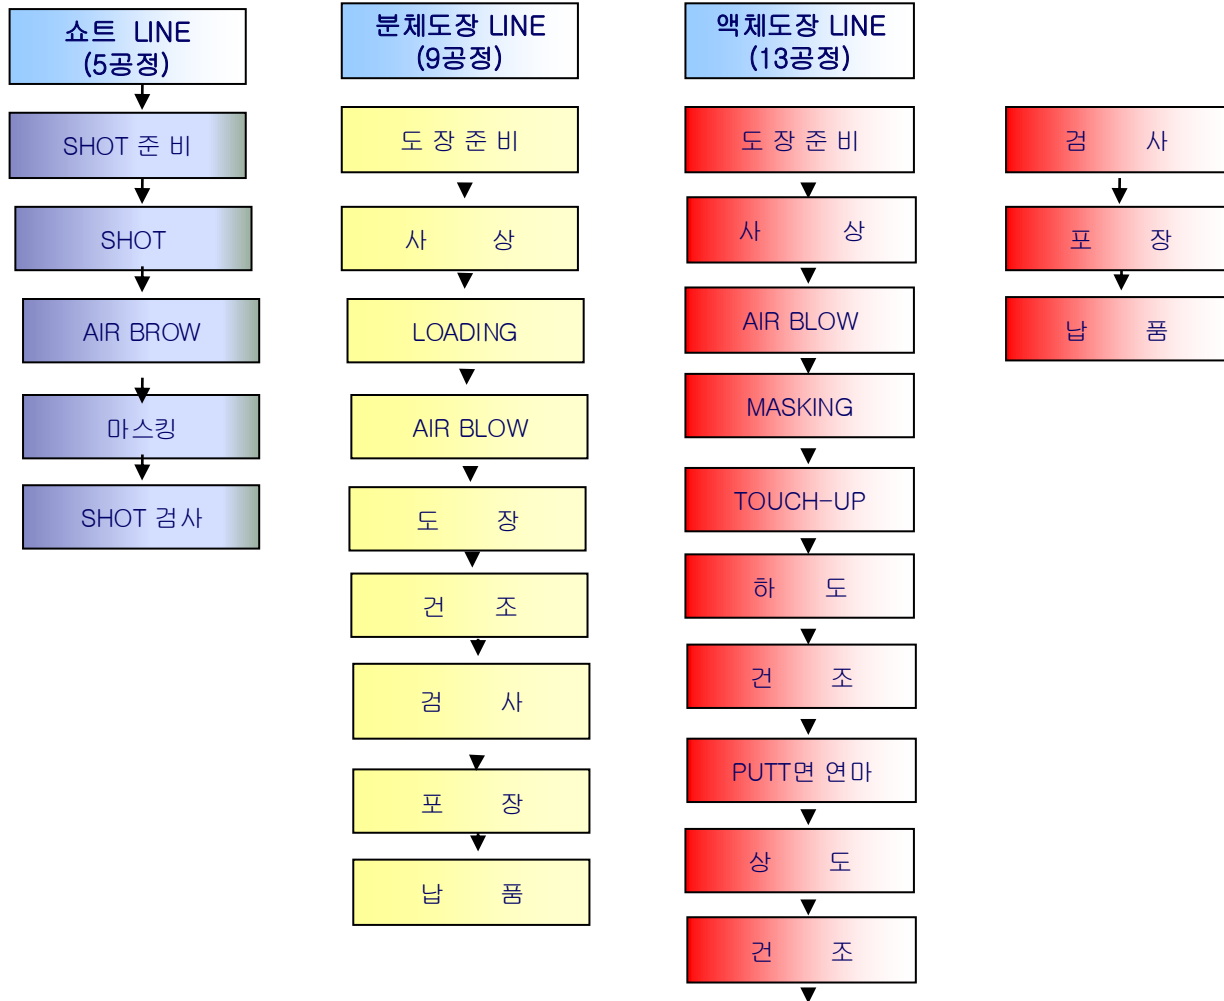 쇼트 LINE
(5공정)
SHOT 준 비
SHOT
AIR BROW
마스킹
SHOT 검사
분체도장 LINE
(9공정)
도 장 준 비
사 상
LOADING
AIR BLOW
도 장
건 조
검 사
포 장
납 품
액체도장 LINE
(13공정)
도 장 준 비
사 상
AIR BLOW
MASKING
TOUCH-UP
하 도
건 조
PUTT면 연마
상 도
건 조
검 사
포 장
납 품